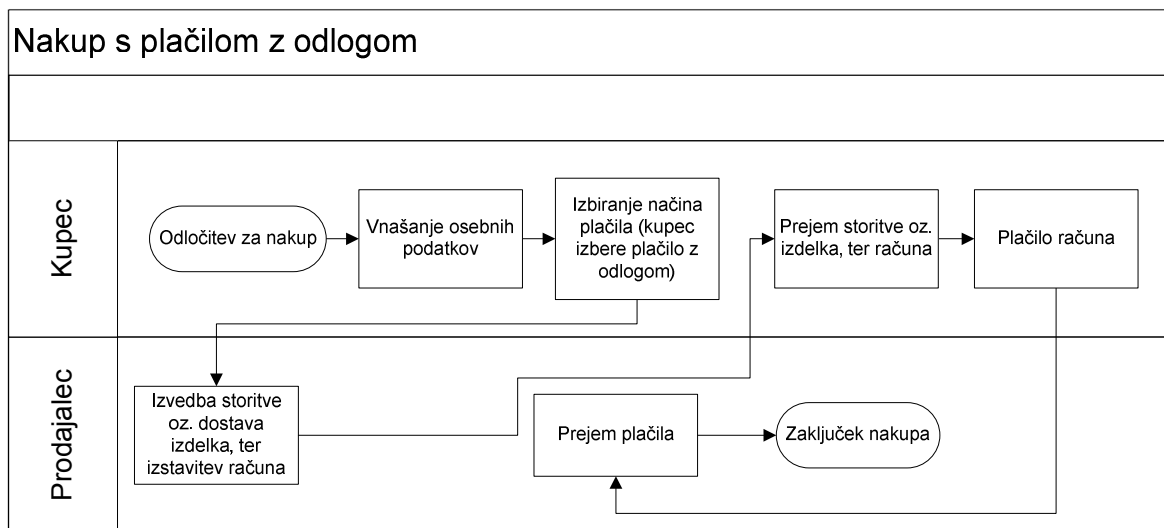 Nakup s plačilom z odlogom
Kupec
Odločitev za nakup
Vnašanje osebnih
podatkov
Izbiranje načina
plačila (kupec
izbere plačilo z
odlogom)
Prejem storitve oz.
izdelka, ter računa
Plačilo računa
Prodajalec
Izvedba storitve
oz. dostava
izdelka, ter
izstavitev računa
Prejem plačila
Zaključek nakupa